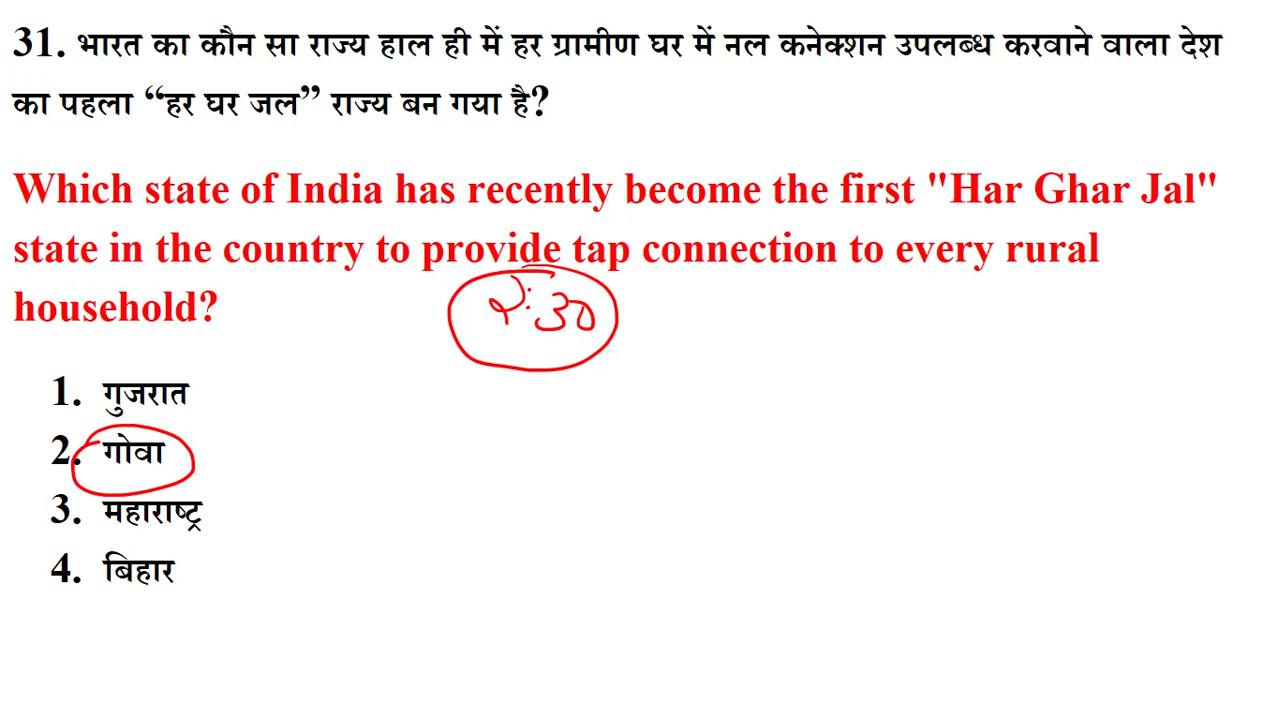 31. भारत का कौन सा राज्य हाल ही में हर ग्रामीण घर में नल कनेक्शन उपलब्ध करवाने वाला देश
का पहला “हर घर जल” राज्य बन गया है?
Which state of India has recently become the first "Har Ghar Jal"
state in the country to provide tap connection to every rural
household?
1. गुजरात
2. गोवा
3. महाराष्ट्र
4. बिहार